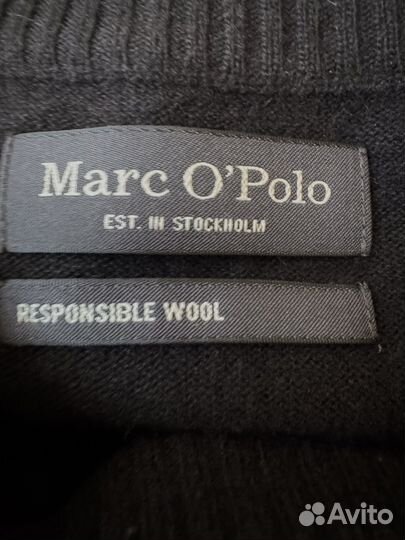 Marc O'Polo
EST. IN STOCKHOLM
RESPONSIBLE WOOL
Avito